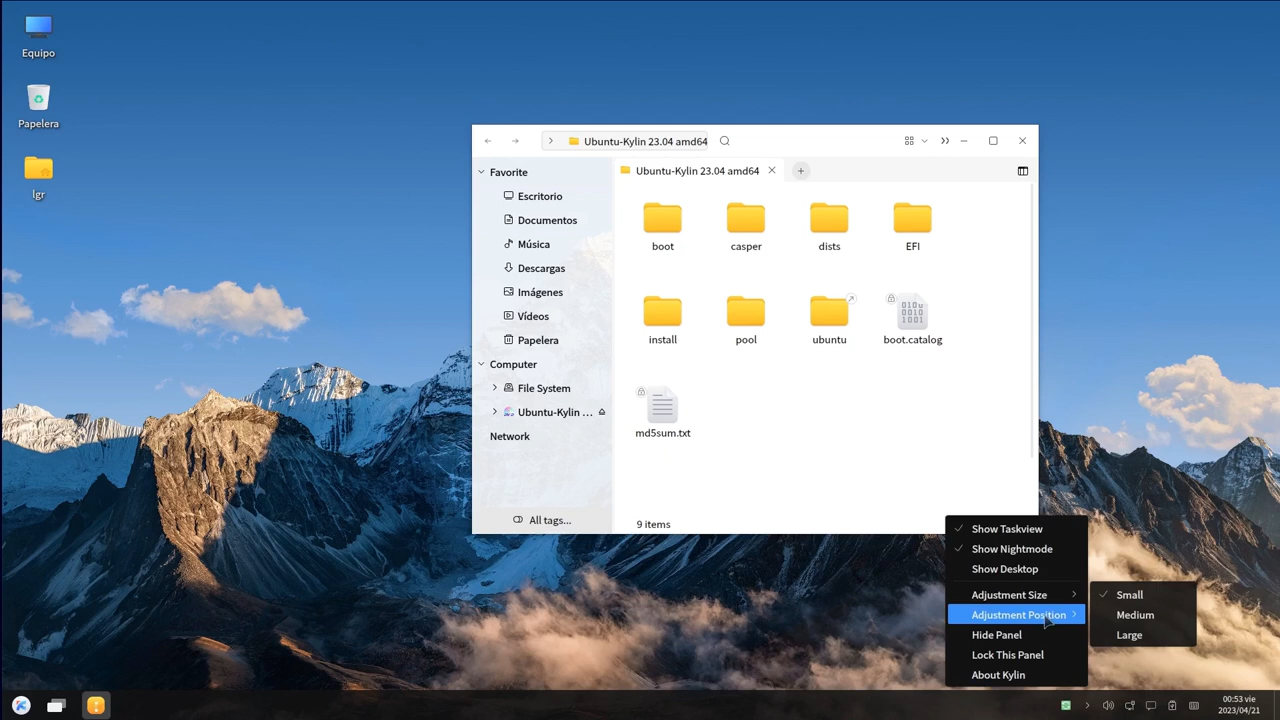 Equipo
Papelera
lgr
Ubuntu-Kylin 23.04 amd64
Ubuntu-Kylin 23.04 amd64
Favorite
Escritorio
Documentos
Música
Descargas
Imágenes
Vídeos
Papelera
Computer
File System
Ubuntu-Kylin ...
Network
All tags...
boot
casper
dists
EFI
install
pool
ubuntu
boot.catalog
md5sum.txt
9 items
Show Taskview
Show Nightmode
Show Desktop
Adjustment Size
Adjustment Position
Hide Panel
Lock This Panel
About Kylin
Small
Medium
Large
00:53 vie
2023/04/21